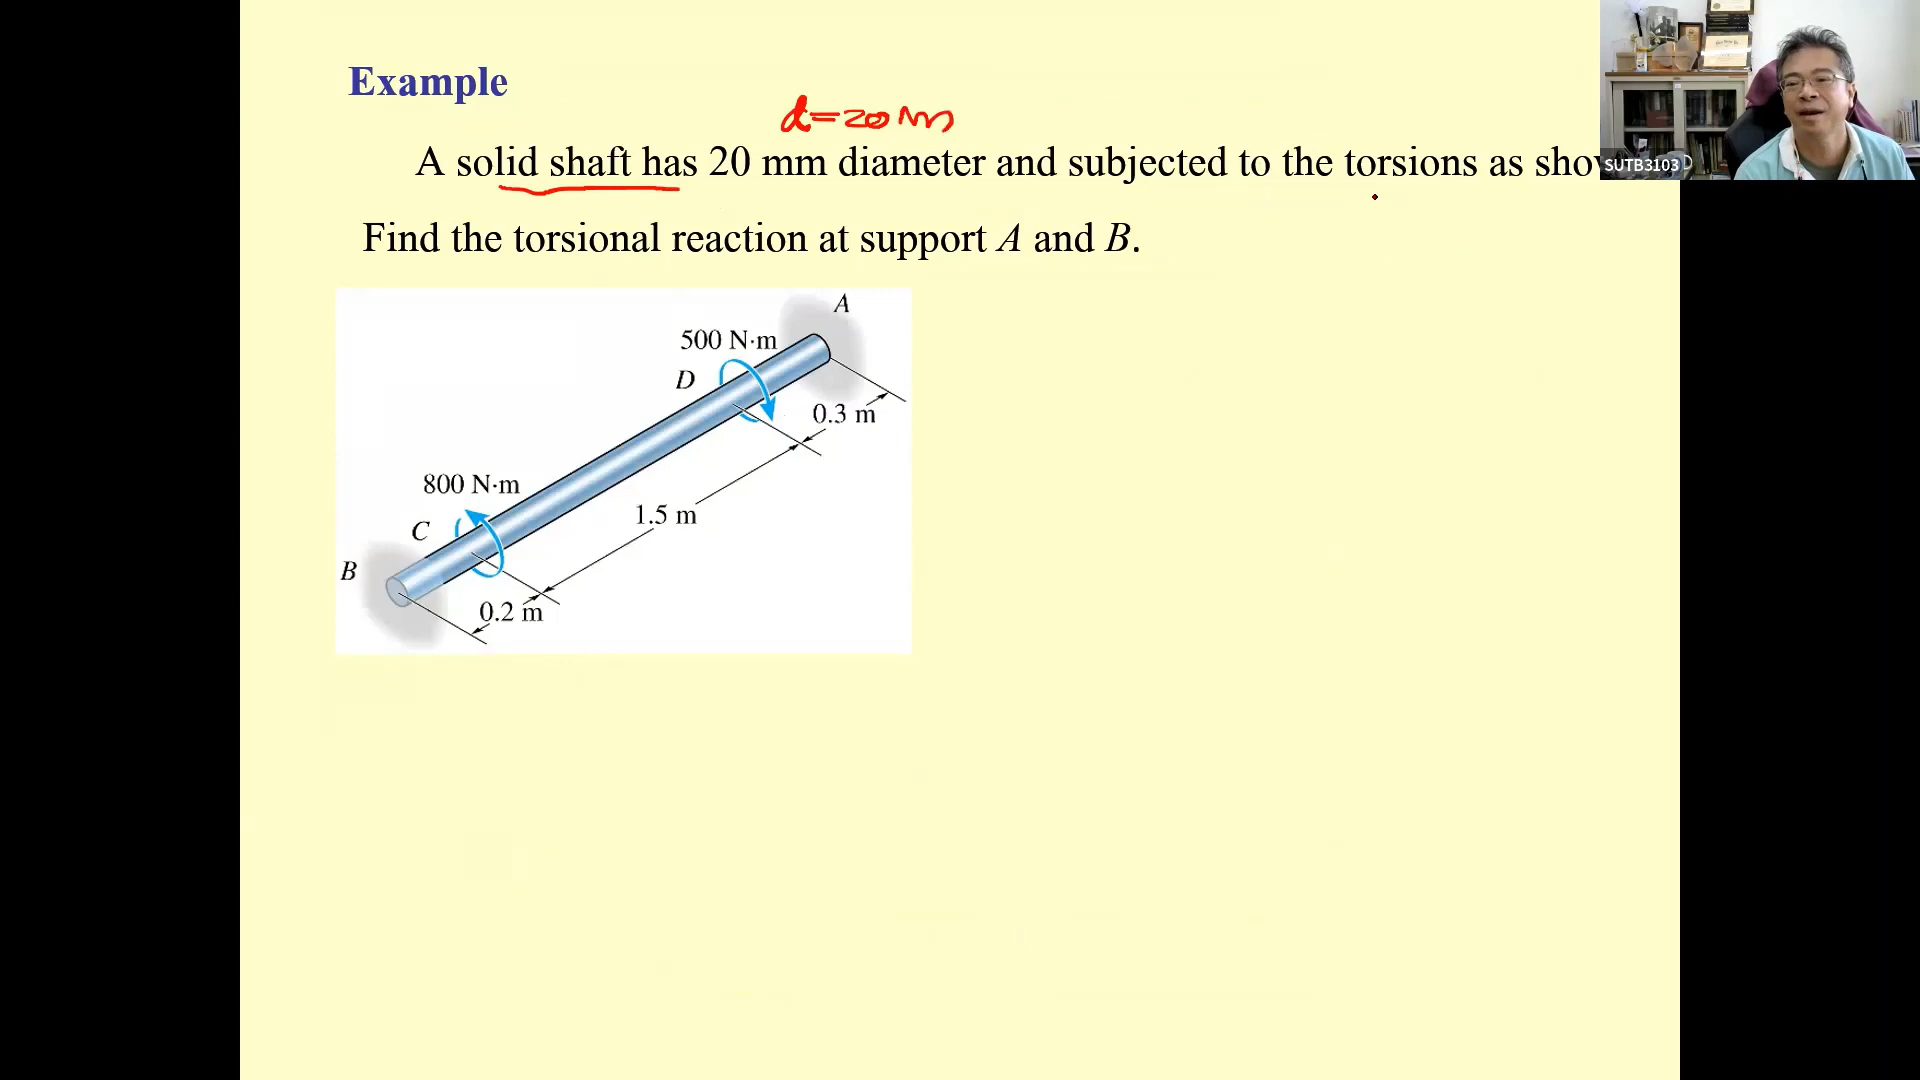 Example
d=20 mm
A solid shaft has 20 mm diameter and subjected to the torsions as
Find the torsional reaction at support A and B.
A
500 N·m
D
0.3 m
800 N·m
1.5 m
C
B
0.2 m
SUTB3103